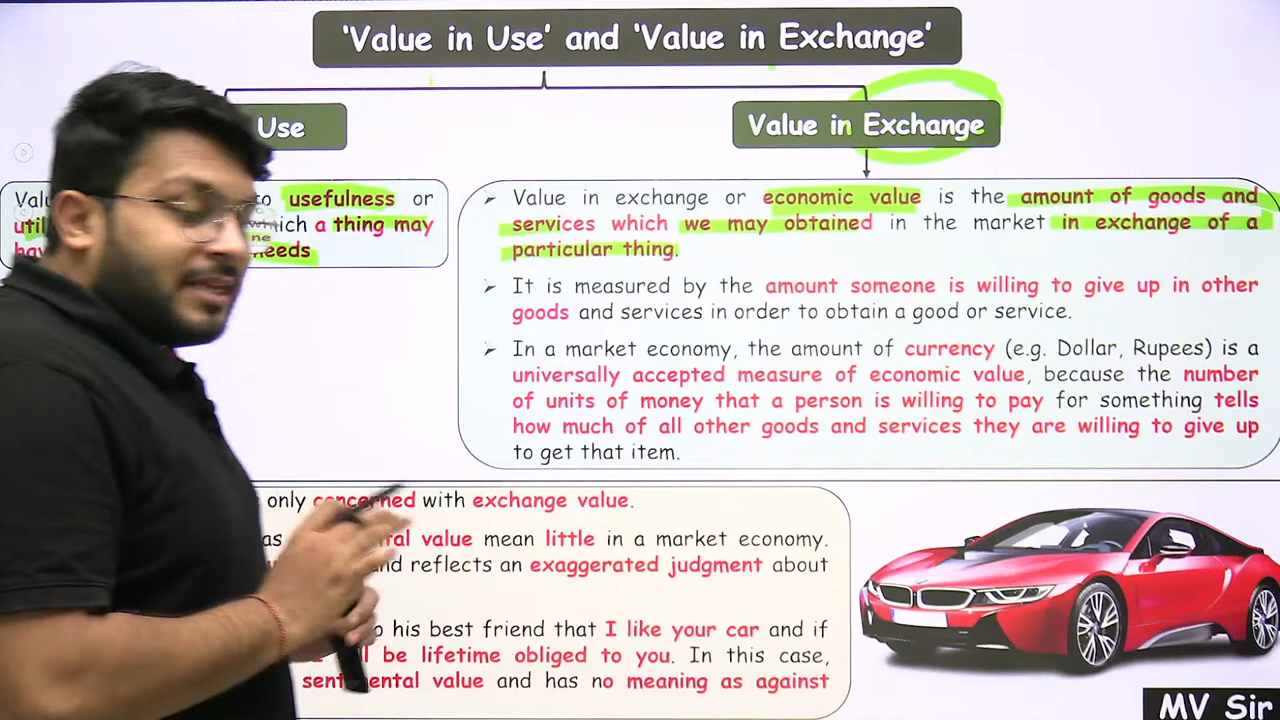 'Value in Use' and 'Value in Exchange'
Use
Value in Exchange
to usefulness or
which a thing may
needs
➢ Value in exchange or economic value is the amount of goods and
services which we may obtained in the market in exchange of a
particular thing.
➢ It is measured by the amount someone is willing to give up in other
goods and services in order to obtain a good or service.
➢ In a market economy, the amount of currency (e.g. Dollar, Rupees) is a
universally accepted measure of economic value, because the number
of units of money that a person is willing to pay for something tells
how much of all other goods and services they are willing to give up
to get that item.
only concerned with exchange value.
value mean little in a market economy.
and reflects an exaggerated judgment about
his best friend that I like your car and if
be lifetime obliged to you. In this case,
sentimental value and has no meaning as against
MV Sir